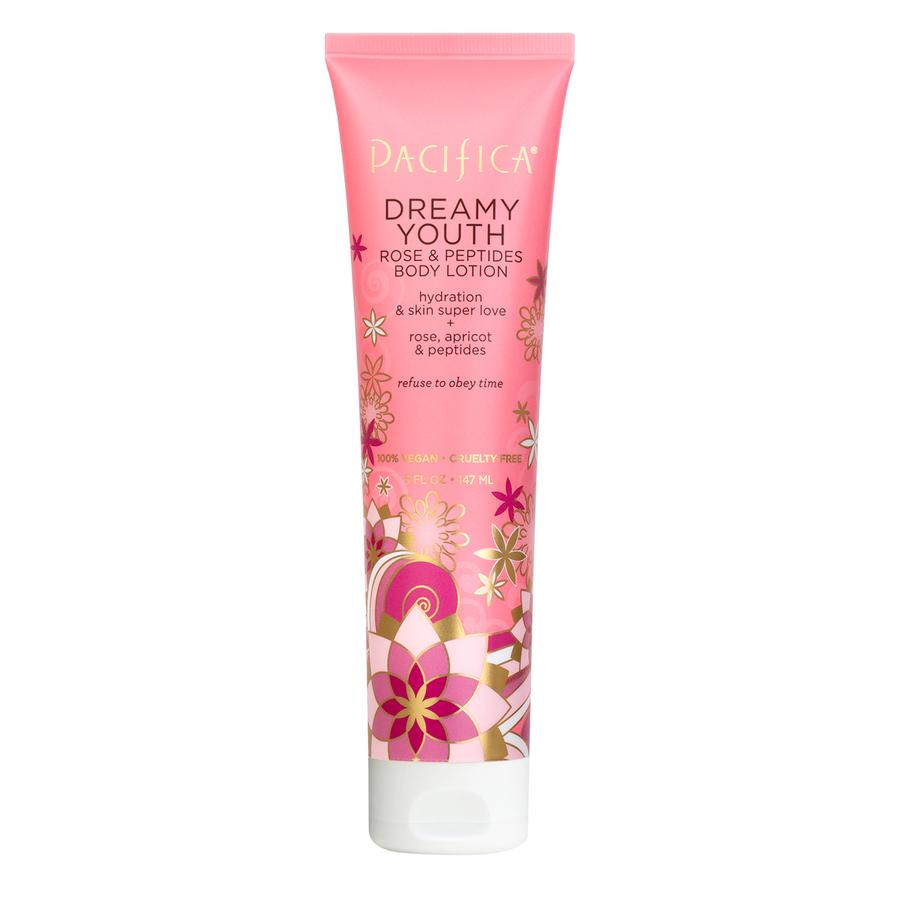 PACIFICA®
DREAMY
YOUTH
ROSE & PEPTIDES
BODY LOTION
hydration
& skin super love
+
rose, apricot
& peptides
refuse to obey time
100% VEGAN • CRUELTY-FREE
5 FL OZ • 147 ML